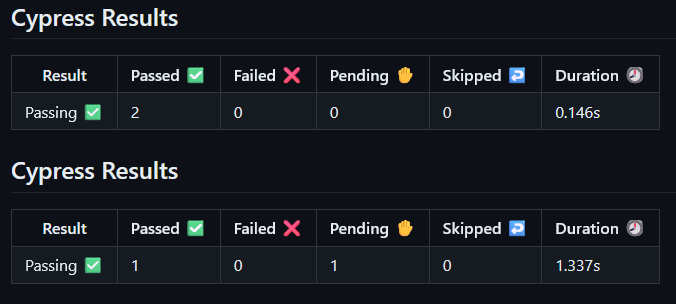 Cypress Results
Result Passed ✅ Failed ❌ Pending ✋ Skipped ↩️ Duration 🕗
Passing ✅ 2 0 0 0 0.146s
Cypress Results
Result Passed ✅ Failed ❌ Pending ✋ Skipped ↩️ Duration 🕗
Passing ✅ 1 0 1 0 1.337s